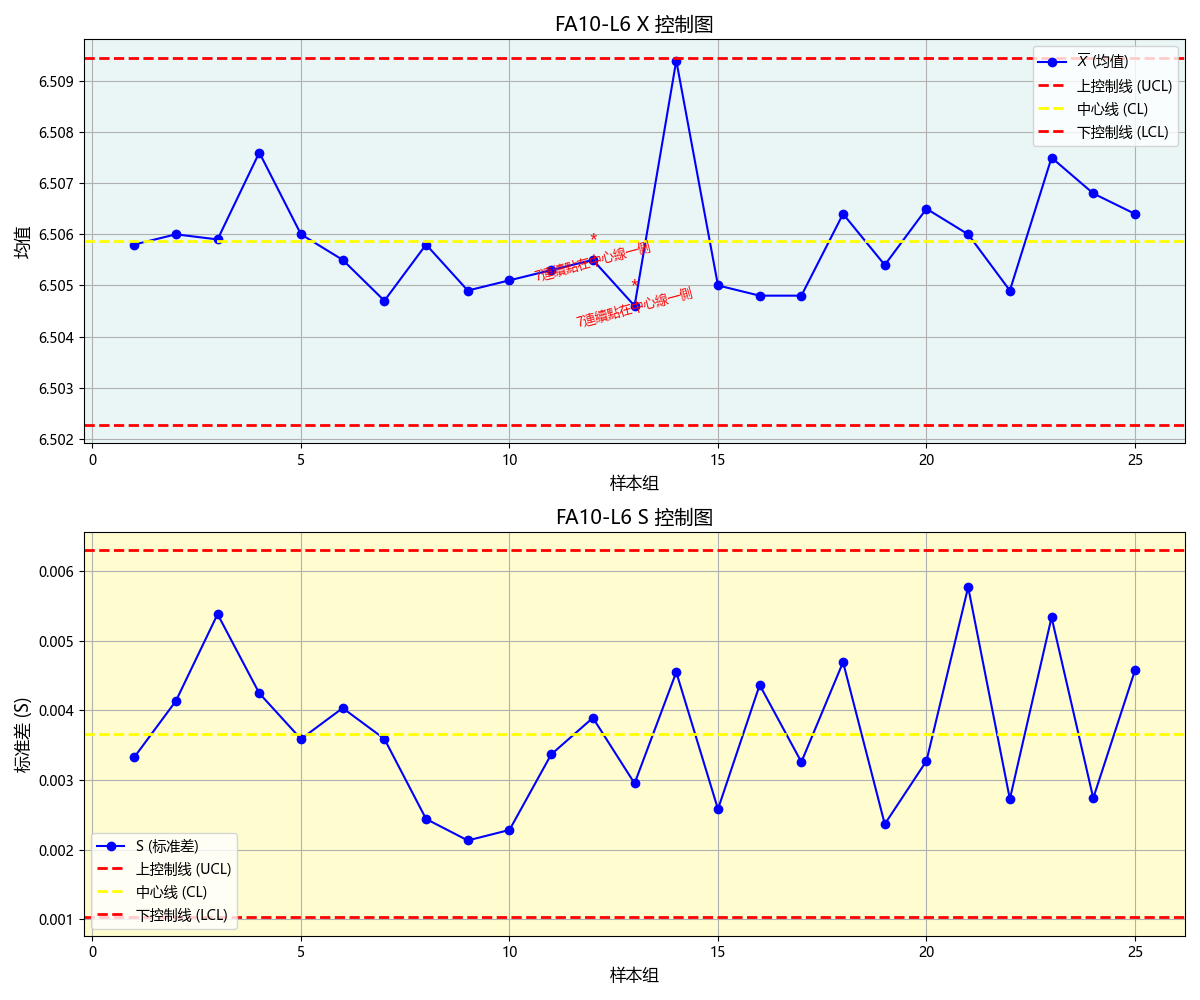 FA10-L6 X 控制图
均值
6.509
6.508
6.507
6.506
6.505
6.504
6.503
6.502
X̅ (均值)
上控制线 (UCL)
中心线 (CL)
下控制线 (LCL)
*
7連續點在中心線一側
*
7連續點在中心線一側
0 5 10 15 20 25
样本组
FA10-L6 S 控制图
标准差 (S)
0.006
0.005
0.004
0.003
0.002
0.001
S (标准差)
上控制线 (UCL)
中心线 (CL)
下控制线 (LCL)
0 5 10 15 20 25
样本组